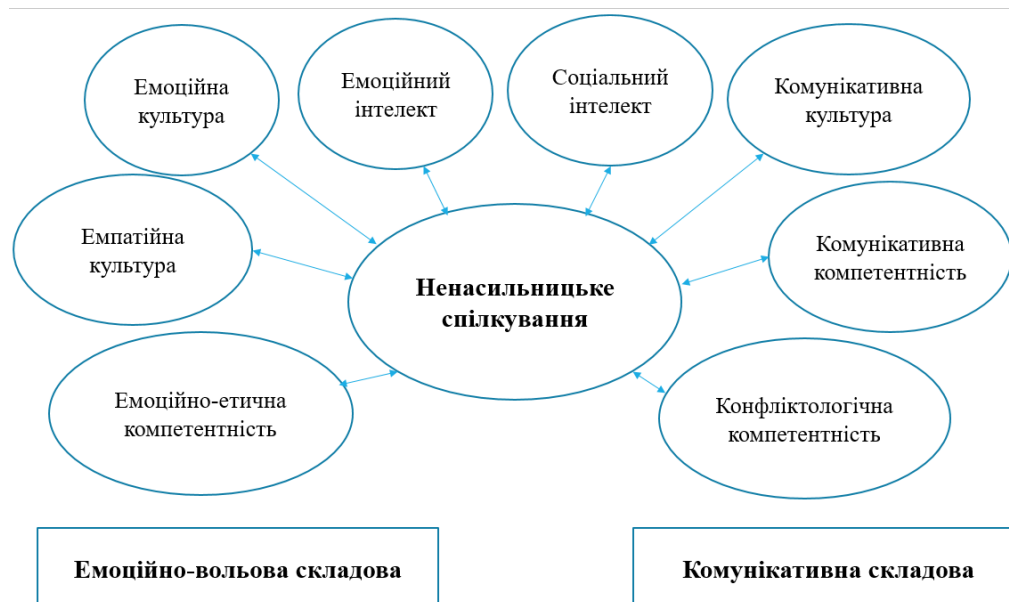 Емоційна
культура
Емоційний
інтелект
Соціальний
інтелект
Комунікативна
культура
Емпатійна
культура
Ненасильницьке
спілкування
Комунікативна
компетентність
Емоційно-етична
компетентність
Конфліктологічна
компетентність
Емоційно-вольова складова
Комунікативна складова